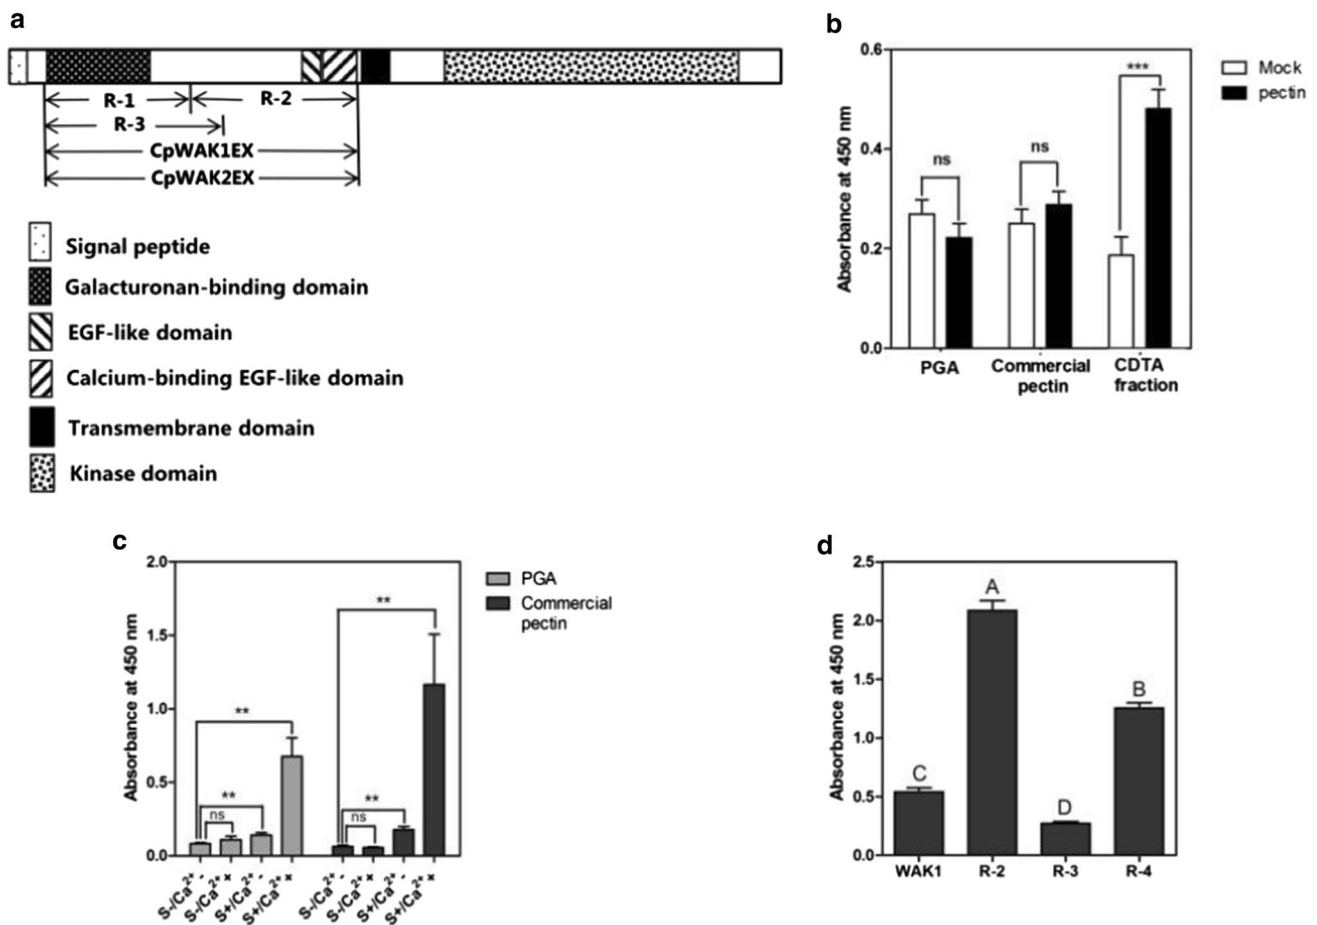 a
R-1
R-2
R-3
CpWAK1EX
CpWAK2EX
Signal peptide
Galacturonan-binding domain
EGF-like domain
Calcium-binding EGF-like domain
Transmembrane domain
Kinase domain
b
Absorbance at 450 nm
0.6
0.4
0.2
0.0
ns
ns
***
PGA
Commercial
pectin
CDTA
fraction
Mock
pectin
c
Absorbance at 450 nm
2.0
1.5
1.0
0.5
0.0
**
**
ns
**
**
ns
S-/Ca²⁺ -
S-/Ca²⁺ +
S+/Ca²⁺ -
S+/Ca²⁺ +
S-/Ca²⁺ -
S-/Ca²⁺ +
S+/Ca²⁺ -
S+/Ca²⁺ +
PGA
Commercial
pectin
d
Absorbance at 450 nm
2.5
2.0
1.5
1.0
0.5
0.0
C
A
D
B
WAK1
R-2
R-3
R-4